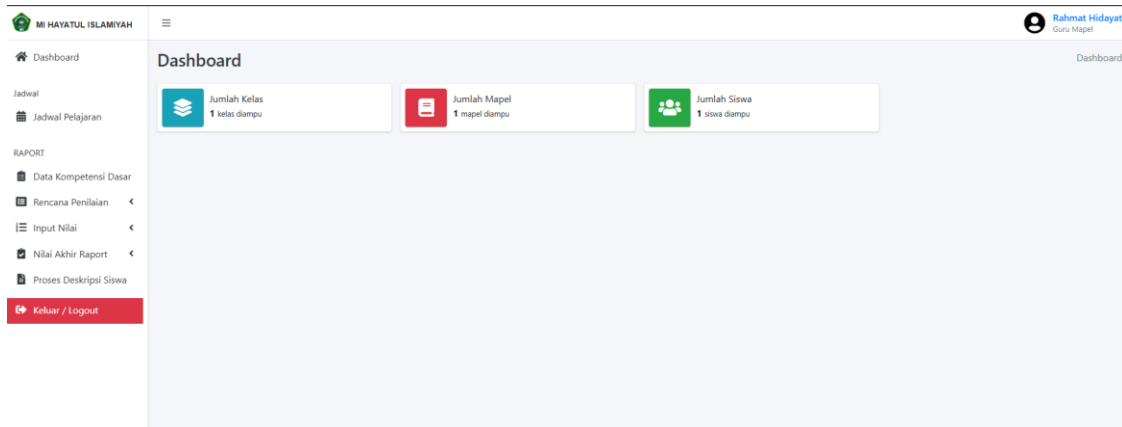 MI HAYATUL ISLAMIYAH
Rahmat Hidayat
Guru Mapel
Dashboard
Jadwal
Jadwal Pelajaran
RAPORT
Data Kompetensi Dasar
Rencana Penilaian
Input Nilai
Nilai Akhir Raport
Proses Deskripsi Siswa
Keluar / Logout
Dashboard
Dashboard
Jumlah Kelas
1 kelas diampu
Jumlah Mapel
1 mapel diampu
Jumlah Siswa
1 siswa diampu